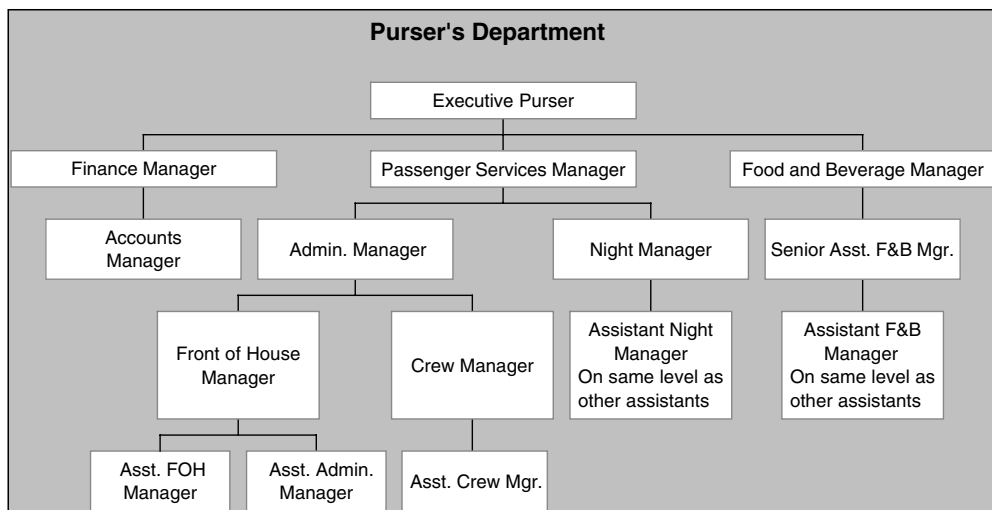 Purser's Department
Executive Purser
Finance Manager
Passenger Services Manager
Food and Beverage Manager
Accounts
Manager
Admin. Manager
Night Manager
Senior Asst. F&B Mgr.
Front of House
Manager
Crew Manager
Assistant Night
Manager
On same level as
other assistants
Assistant F&B
Manager
On same level as
other assistants
Asst. FOH
Manager
Asst. Admin.
Manager
Asst. Crew Mgr.